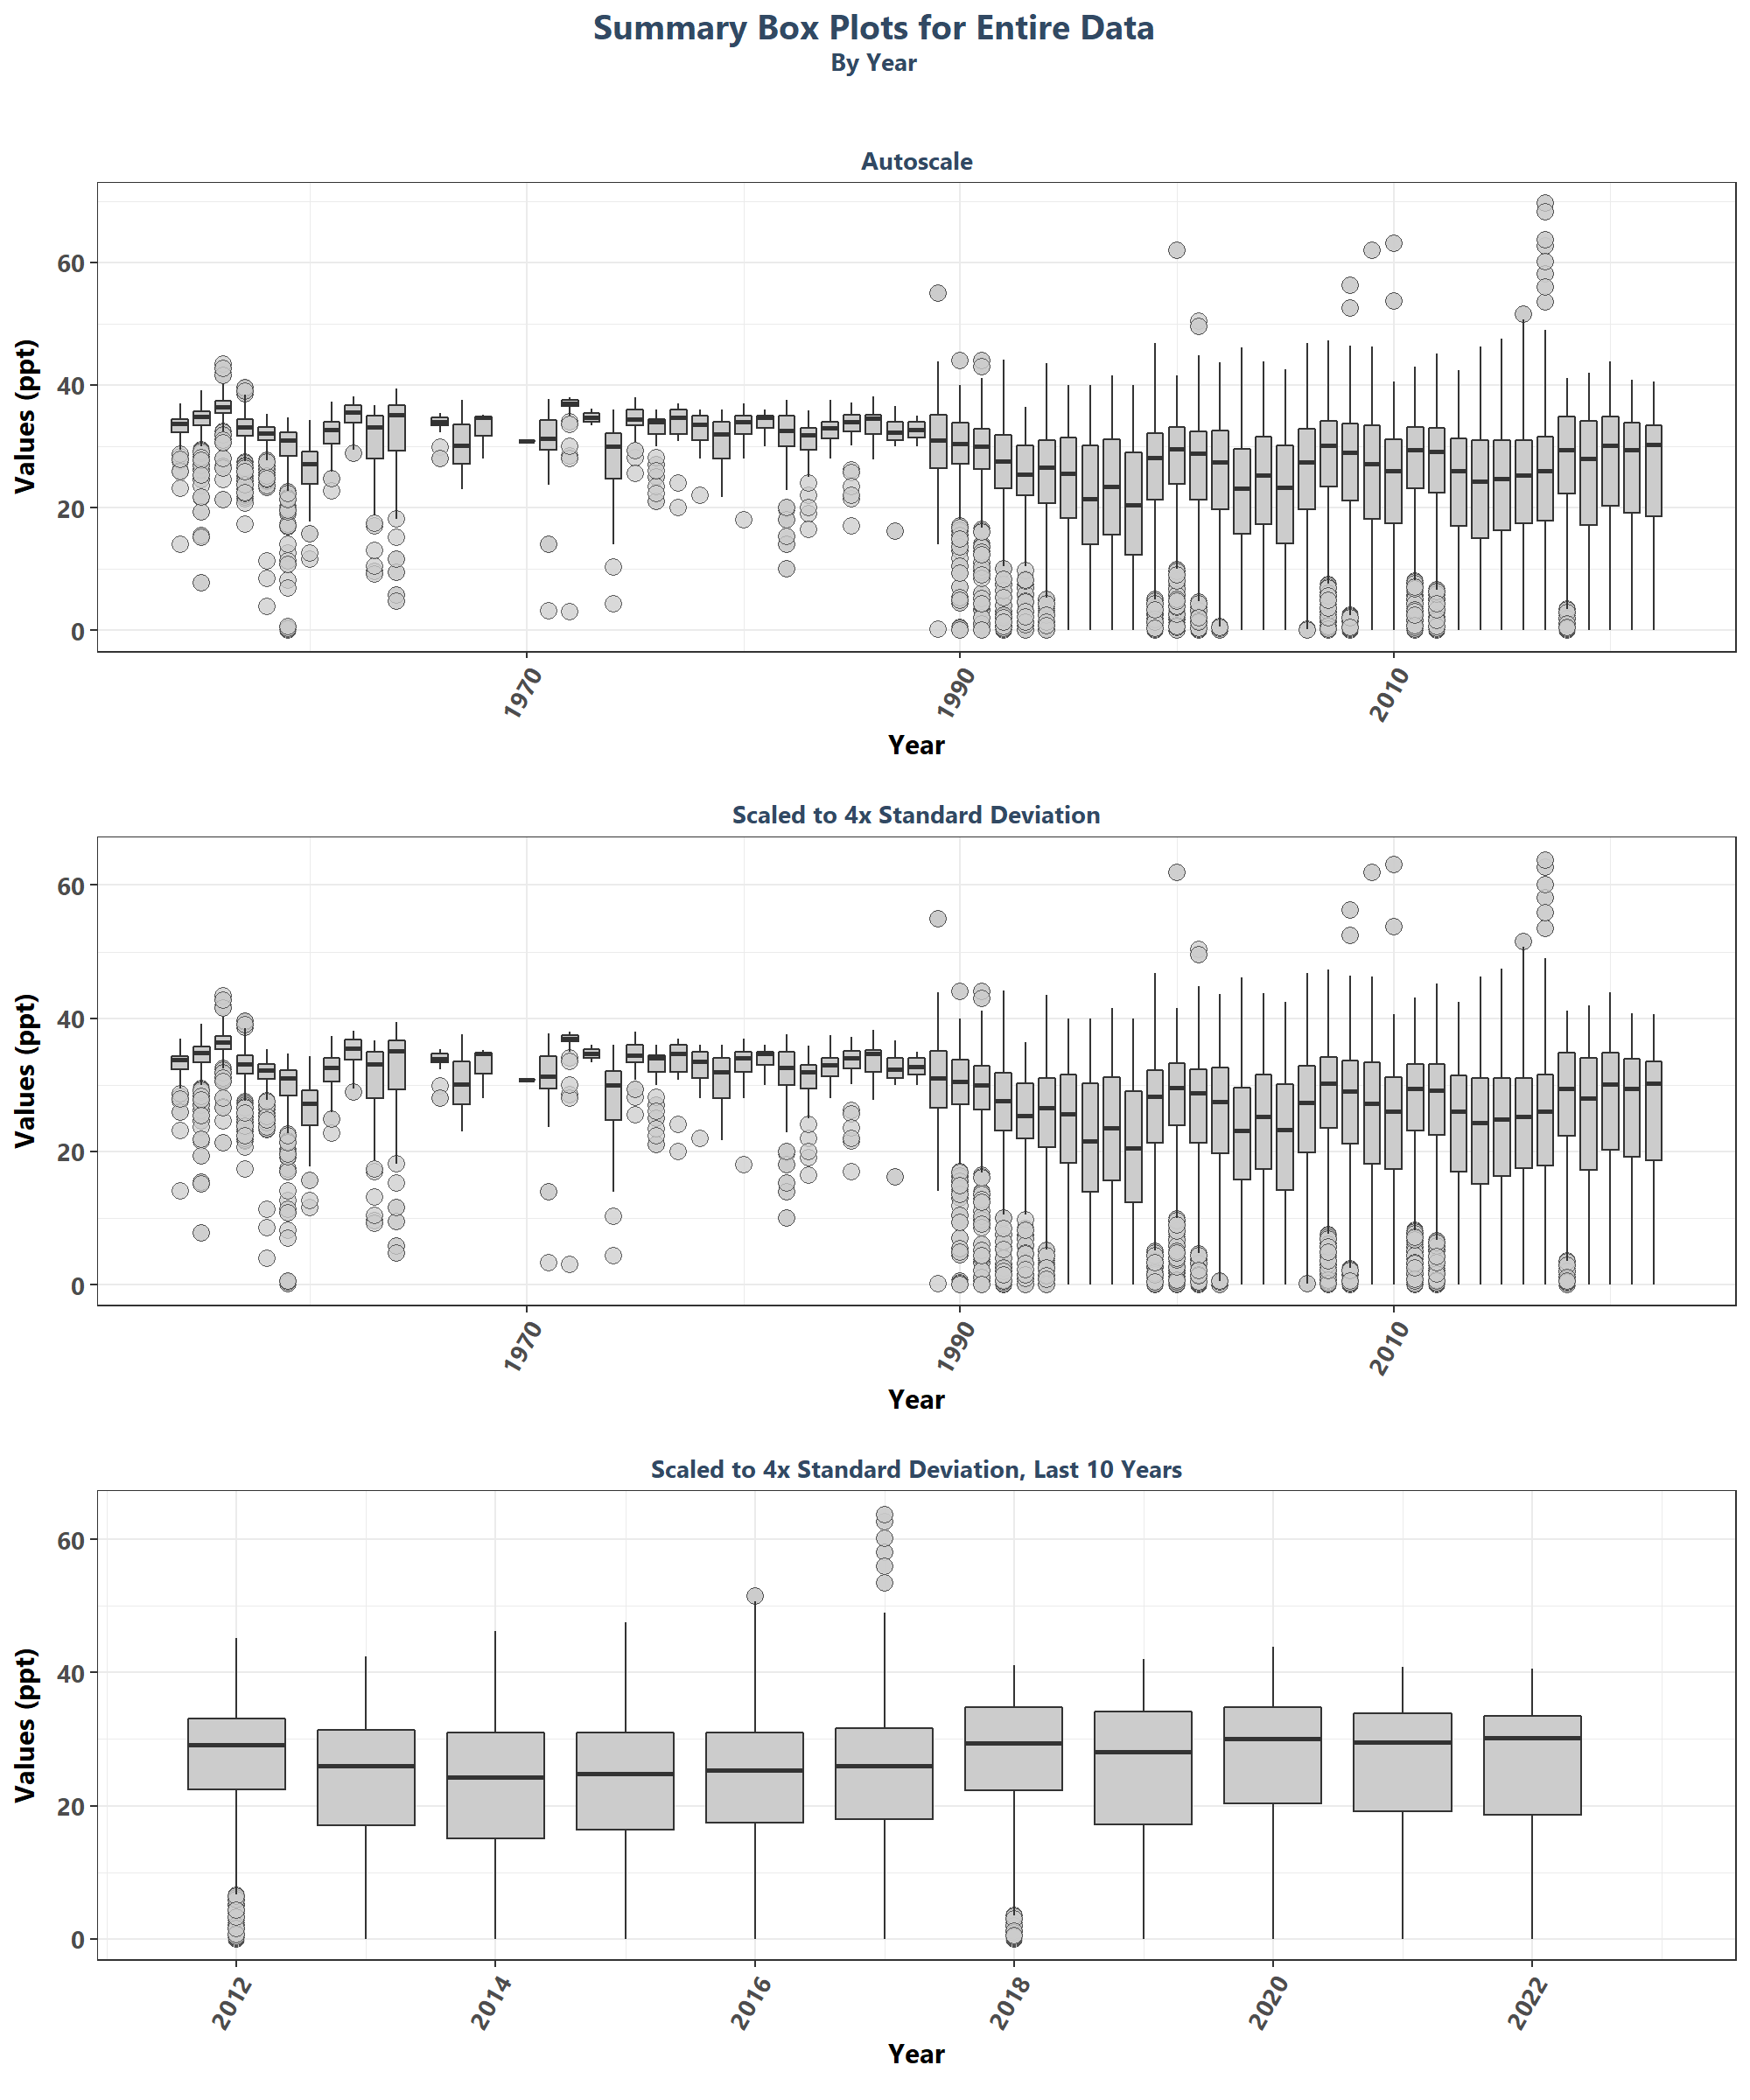 Summary Box Plots for Entire Data
By Year
Autoscale
Values (ppt)
60
40
20
0
1970
1990
2010
Year
Scaled to 4x Standard Deviation
Values (ppt)
60
40
20
0
1970
1990
2010
Year
Scaled to 4x Standard Deviation, Last 10 Years
Values (ppt)
60
40
20
0
2012
2014
2016
2018
2020
2022
Year